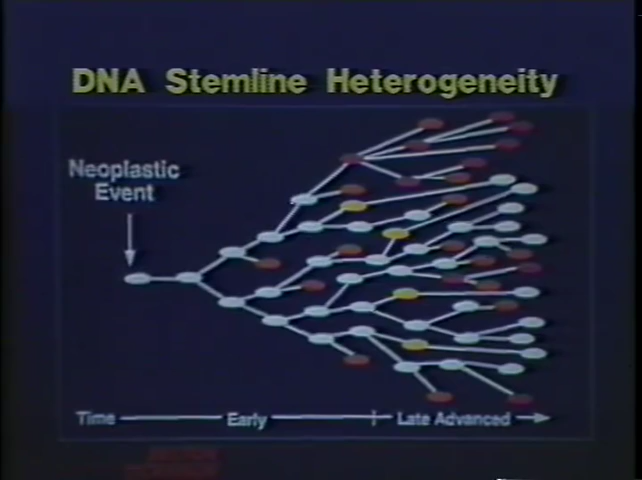 DNA Stemline Heterogeneity
Neoplastic
Event
Time
Early
Late Advanced